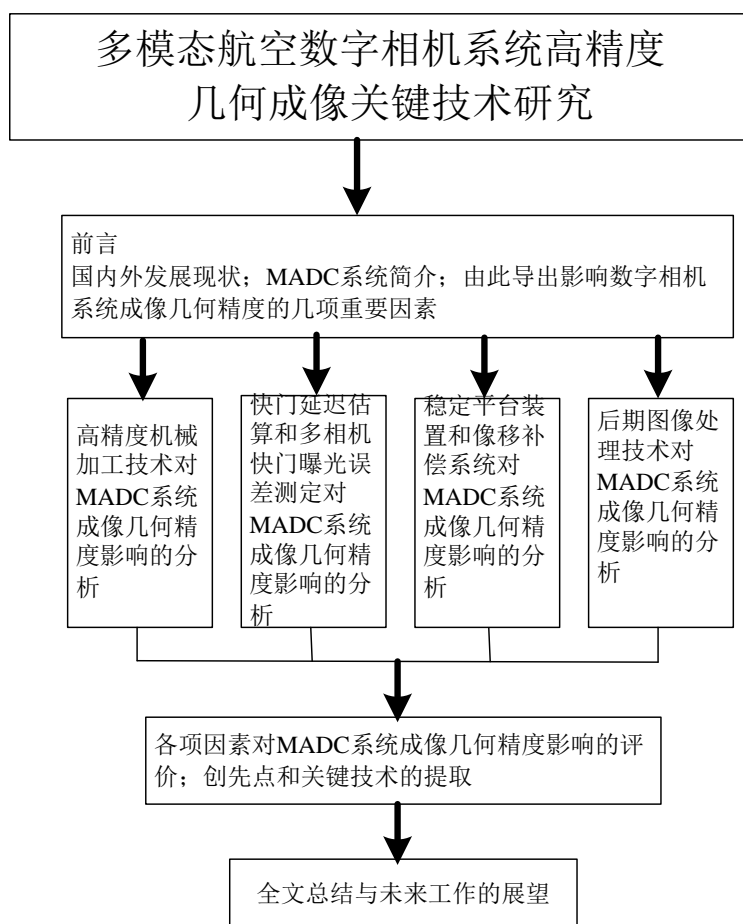 多模态航空数字相机系统高精度
几何成像关键技术研究
前言
国内外发展现状；MADC系统简介；由此导出影响数字相机
系统成像几何精度的几项重要因素
高精度机械
加工技术对
MADC系统
成像几何精
度影响的分
析
快门延迟估
算和多相机
快门曝光误
差测定对
MADC系统
成像几何精
度影响的分
析
稳定平台装
置和像移补
偿系统对
MADC系统
成像几何精
度影响的分
析
后期图像处
理技术对
MADC系统
成像几何精
度影响的分
析
各项因素对MADC系统成像几何精度影响的评
价；创先点和关键技术的提取
全文总结与未来工作的展望